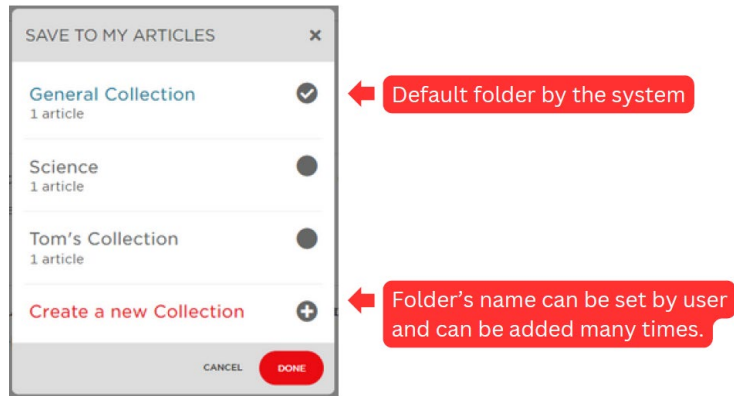 SAVE TO MY ARTICLES
General Collection
1 article
Default folder by the system
Science
1 article
Tom's Collection
1 article
Create a new Collection
Folder’s name can be set by user
and can be added many times.
CANCEL DONE